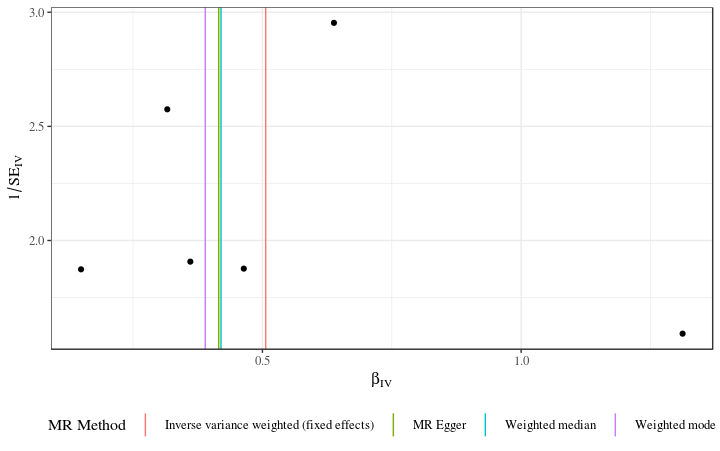 3.0
2.5
2.0
1/SE_IV
0.5 1.0
β_IV
MR Method Inverse variance weighted (fixed effects) MR Egger Weighted median Weighted mode